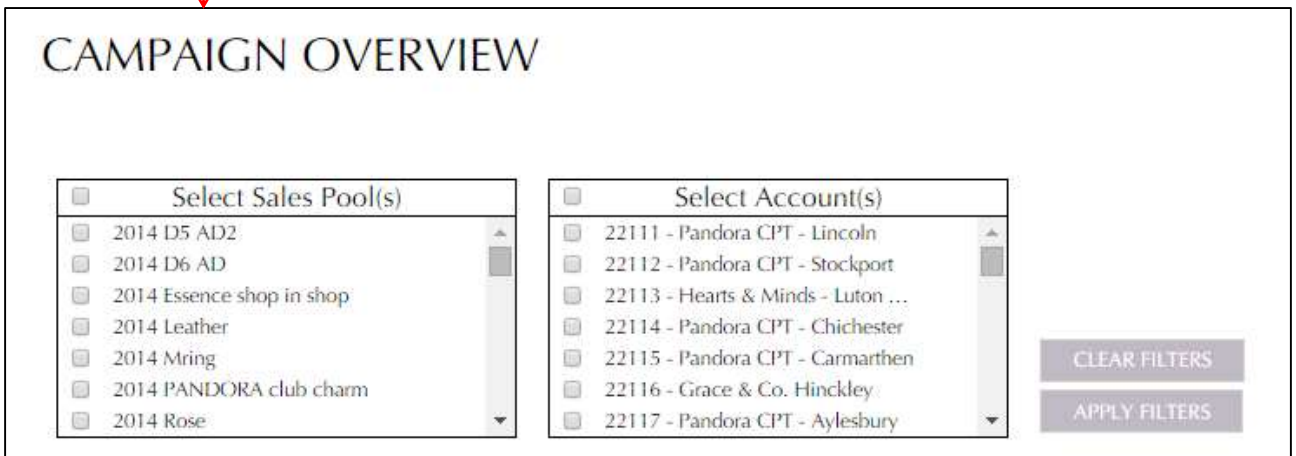 CAMPAIGN OVERVIEW
Select Sales Pool(s)
2014 D5 AD2
2014 D6 AD
2014 Essence shop in shop
2014 Leather
2014 Mring
2014 PANDORA club charm
2014 Rose
Select Account(s)
22111 - Pandora CPT - Lincoln
22112 - Pandora CPT - Stockport
22113 - Hearts & Minds - Luton ...
22114 - Pandora CPT - Chichester
22115 - Pandora CPT - Carmarthen
22116 - Grace & Co. Hinckley
22117 - Pandora CPT - Aylesbury
CLEAR FILTERS
APPLY FILTERS